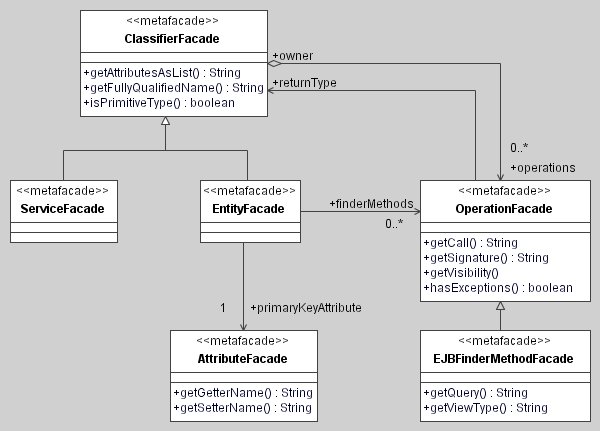 <<metafacade>>
ClassifierFacade
+getAttributesAsList() : String
+getFullyQualifiedName() : String
+isPrimitiveType() : boolean
+owner
+returnType
0..*
+operations
<<metafacade>>
ServiceFacade
<<metafacade>>
EntityFacade
+finderMethods
0..*
<<metafacade>>
OperationFacade
+getCall() : String
+getSignature() : String
+getVisibility()
+hasExceptions() : boolean
1
+primaryKeyAttribute
<<metafacade>>
AttributeFacade
+getGetterName() : String
+getSetterName() : String
<<metafacade>>
EJBFinderMethodFacade
+getQuery() : String
+getViewType() : String